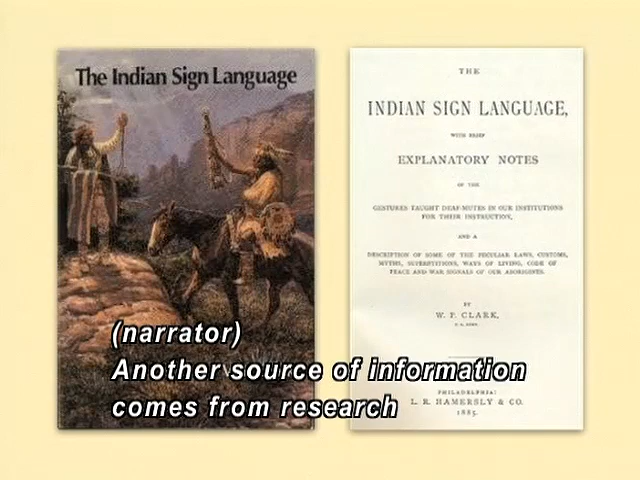 The Indian Sign Language
THE
INDIAN SIGN LANGUAGE,
WITH BRIEF
EXPLANATORY NOTES
OF THE
GESTURES TAUGHT DEAF-MUTES IN OUR INSTITUTIONS
FOR THEIR INSTRUCTION,
AND A
DESCRIPTION OF SOME OF THE PECULIAR LAWS, CUSTOMS,
MYTHS, SUPERSTITIONS, WAYS OF LIVING, CODE OF
PEACE AND WAR SIGNALS OF OUR ABORIGINES.
BY
W. P. CLARK,
U.S. ARMY.
PHILADELPHIA:
L. R. HAMERSLY & CO.
1885.
(narrator)
Another source of information
comes from research